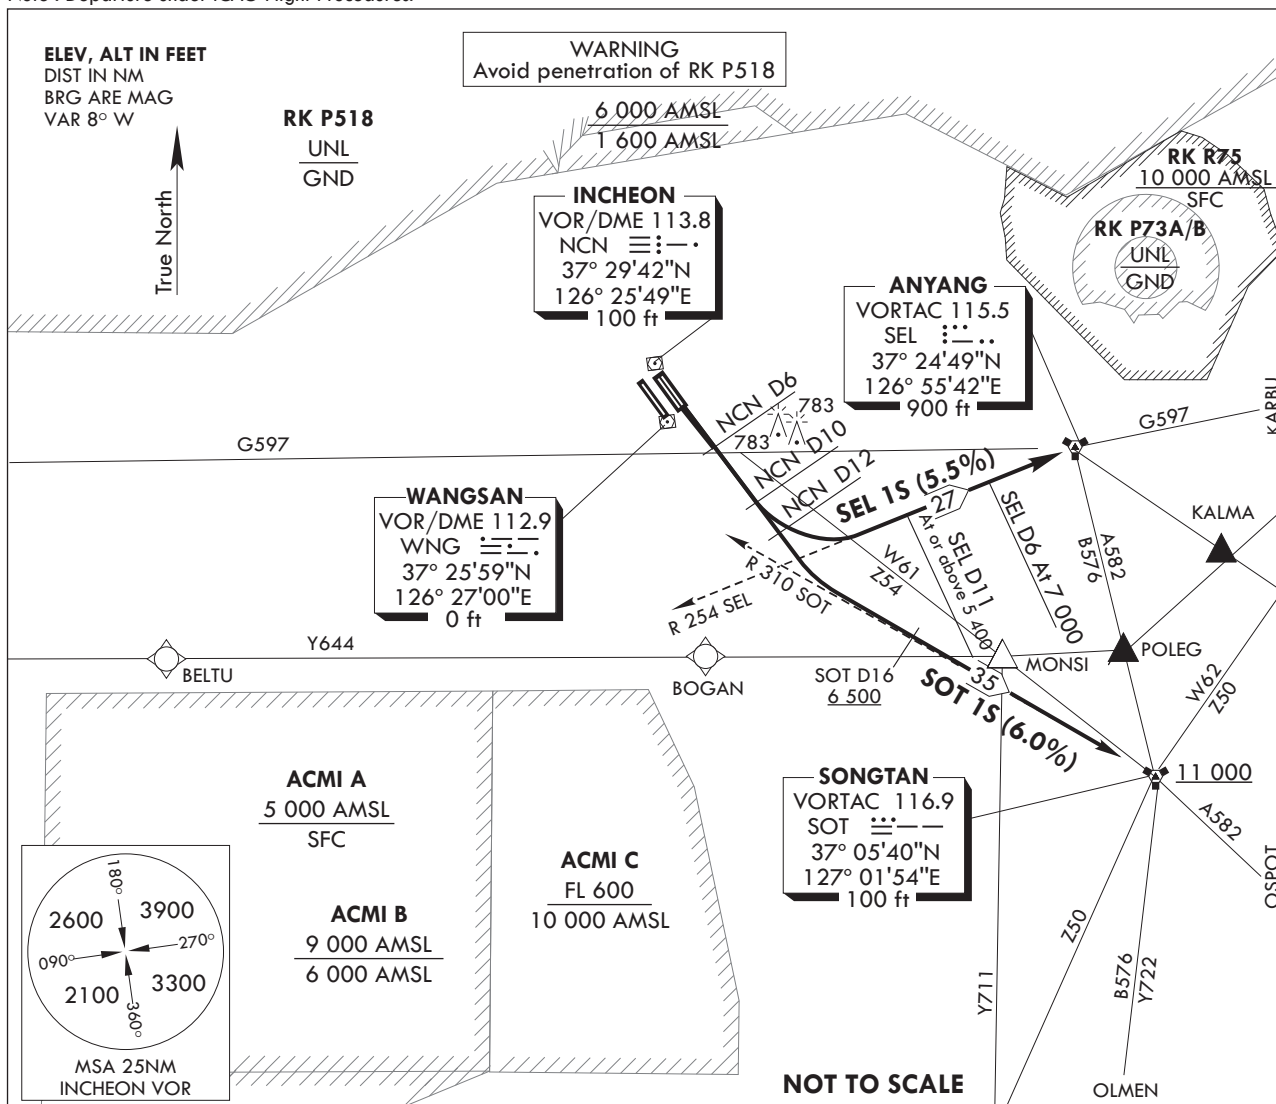 ELEV, ALT IN FEET
DIST IN NM
BRG ARE MAG
VAR 8° W
True North
WARNING
Avoid penetration of RK P518
RK P518
UNL
GND
6 000 AMSL
1 600 AMSL
RK R75
10 000 AMSL
SFC
RK P73A/B
UNL
GND
INCHEON
VOR/DME 113.8
NCN
37° 29'42"N
126° 25'49"E
100 ft
ANYANG
VORTAC 115.5
SEL
37° 24'49"N
126° 55'42"E
900 ft
KARBU
G597
G597
NCN D6
783
783
NCN D10
NCN D12
SEL 1S (5.5%)
27
WANGSAN
VOR/DME 112.9
WNG
37° 25'59"N
126° 27'00"E
0 ft
R 254 SEL
R 310 SOT
W61
Z54
SEL D11
At or above 5 400
SEL D6 At 7 000
A582
B576
KALMA
Y644
BELTU
BOGAN
MONSI
POLEG
SOT D16
6 500
35
SOT 1S (6.0%)
W62
Z50
11 000
SONGTAN
VORTAC 116.9
SOT
37° 05'40"N
127° 01'54"E
100 ft
A582
OSPOT
ACMI A
5 000 AMSL
SFC
ACMI B
9 000 AMSL
6 000 AMSL
ACMI C
FL 600
10 000 AMSL
180°
2600
3900
090°
270°
2100
3300
360°
MSA 25NM
INCHEON VOR
Y711
Z50
B576
Y722
OLMEN
NOT TO SCALE